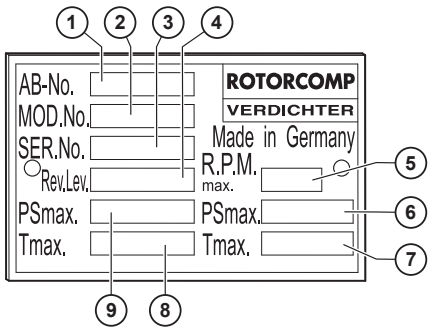 1 2 3 4
AB-No. ROTORCOMP
MOD.No. VERDICHTER
SER.No. Made in Germany
Rev.Lev. R.P.M. max. 5
PSmax. PSmax. 6
Tmax. Tmax. 7
9 8